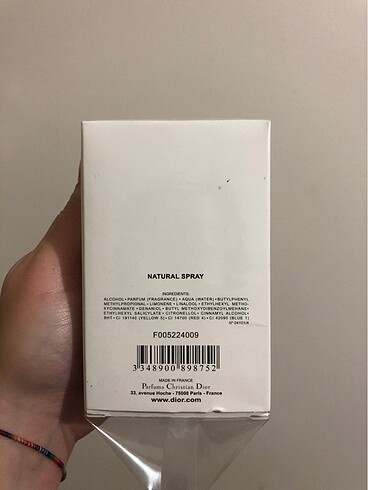 NATURAL SPRAY
INGREDIENTS:
ALCOHOL • PARFUM (FRAGRANCE) • AQUA (WATER) • BUTYLPHENYL
METHYLPROPIONAL • LIMONENE • LINALOOL • ETHYLHEXYL METHO-
XYCINNAMATE • GERANIOL • BUTYL METHOXYDIBENZOYLMETHANE •
ETHYLHEXYL SALICYLATE • CITRONELLOL • CINNAMYL ALCOHOL •
BHT • CI 19140 (YELLOW 5) • CI 14700 (RED 4) • CI 42090 (BLUE 1)
F005224009
3 348900 898752
MADE IN FRANCE
Parfums Christian Dior
33, avenue Hoche - 75008 Paris - France
www.dior.com